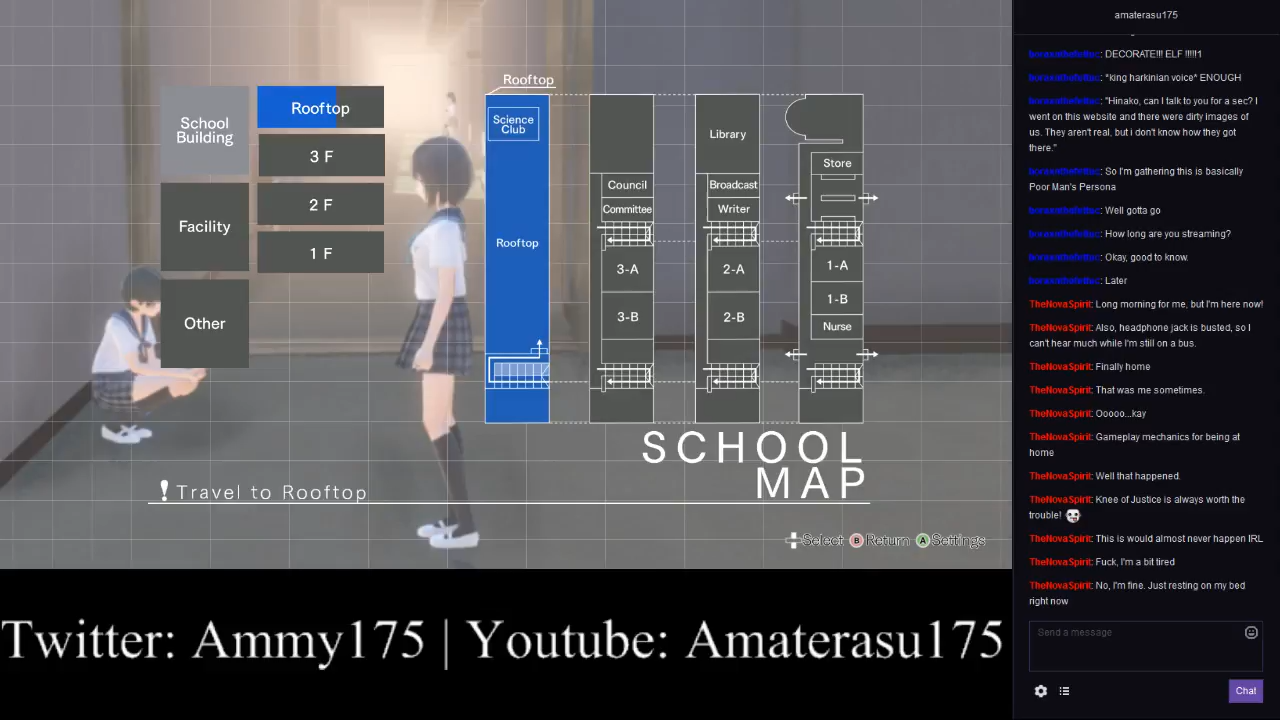 Rooftop
School
Building
Rooftop
3 F
2 F
1 F
Facility
Other
Science
Club
Rooftop
Council
Committee
3-A
3-B
Library
Broadcast
Writer
2-A
2-B
Store
1-A
1-B
Nurse
SCHOOL
MAP
! Travel to Rooftop
Select B Return A Settings
Twitter: Ammy175 | Youtube: Amaterasu175
amaterasu175
: DECORATE!!! ELF !!!!!1
: *king harkinian voice* ENOUGH
: "Hinako, can I talk to you for a sec? I
went on this website and there were dirty images of
us. They aren't real, but i don't know how they got
there."
: So I'm gathering this is basically
Poor Man's Persona
: Well gotta go
: How long are you streaming?
: Okay, good to know.
: Later
TheNovaSpirit: Long morning for me, but I'm here now!
TheNovaSpirit: Also, headphone jack is busted, so I
can't hear much while I'm still on a bus.
TheNovaSpirit: Finally home
TheNovaSpirit: That was me sometimes.
TheNovaSpirit: Ooooo...kay
TheNovaSpirit: Gameplay mechanics for being at
home
TheNovaSpirit: Well that happened.
TheNovaSpirit: Knee of Justice is always worth the
trouble!
TheNovaSpirit: This is would almost never happen IRL
TheNovaSpirit: Fuck, I'm a bit tired
TheNovaSpirit: No, I'm fine. Just resting on my bed
right now
Send a message
Chat